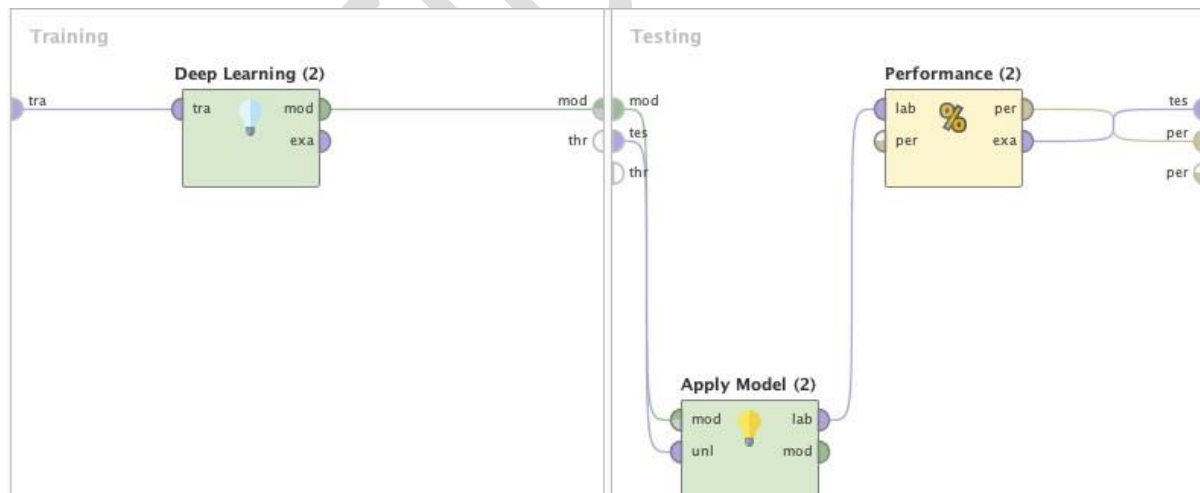 Training
Deep Learning (2)
tra
tra
mod
exa
mod
thr
Testing
mod
tes
thr
Performance (2)
lab
per
per
exa
tes
per
per
Apply Model (2)
mod
lab
unl
mod